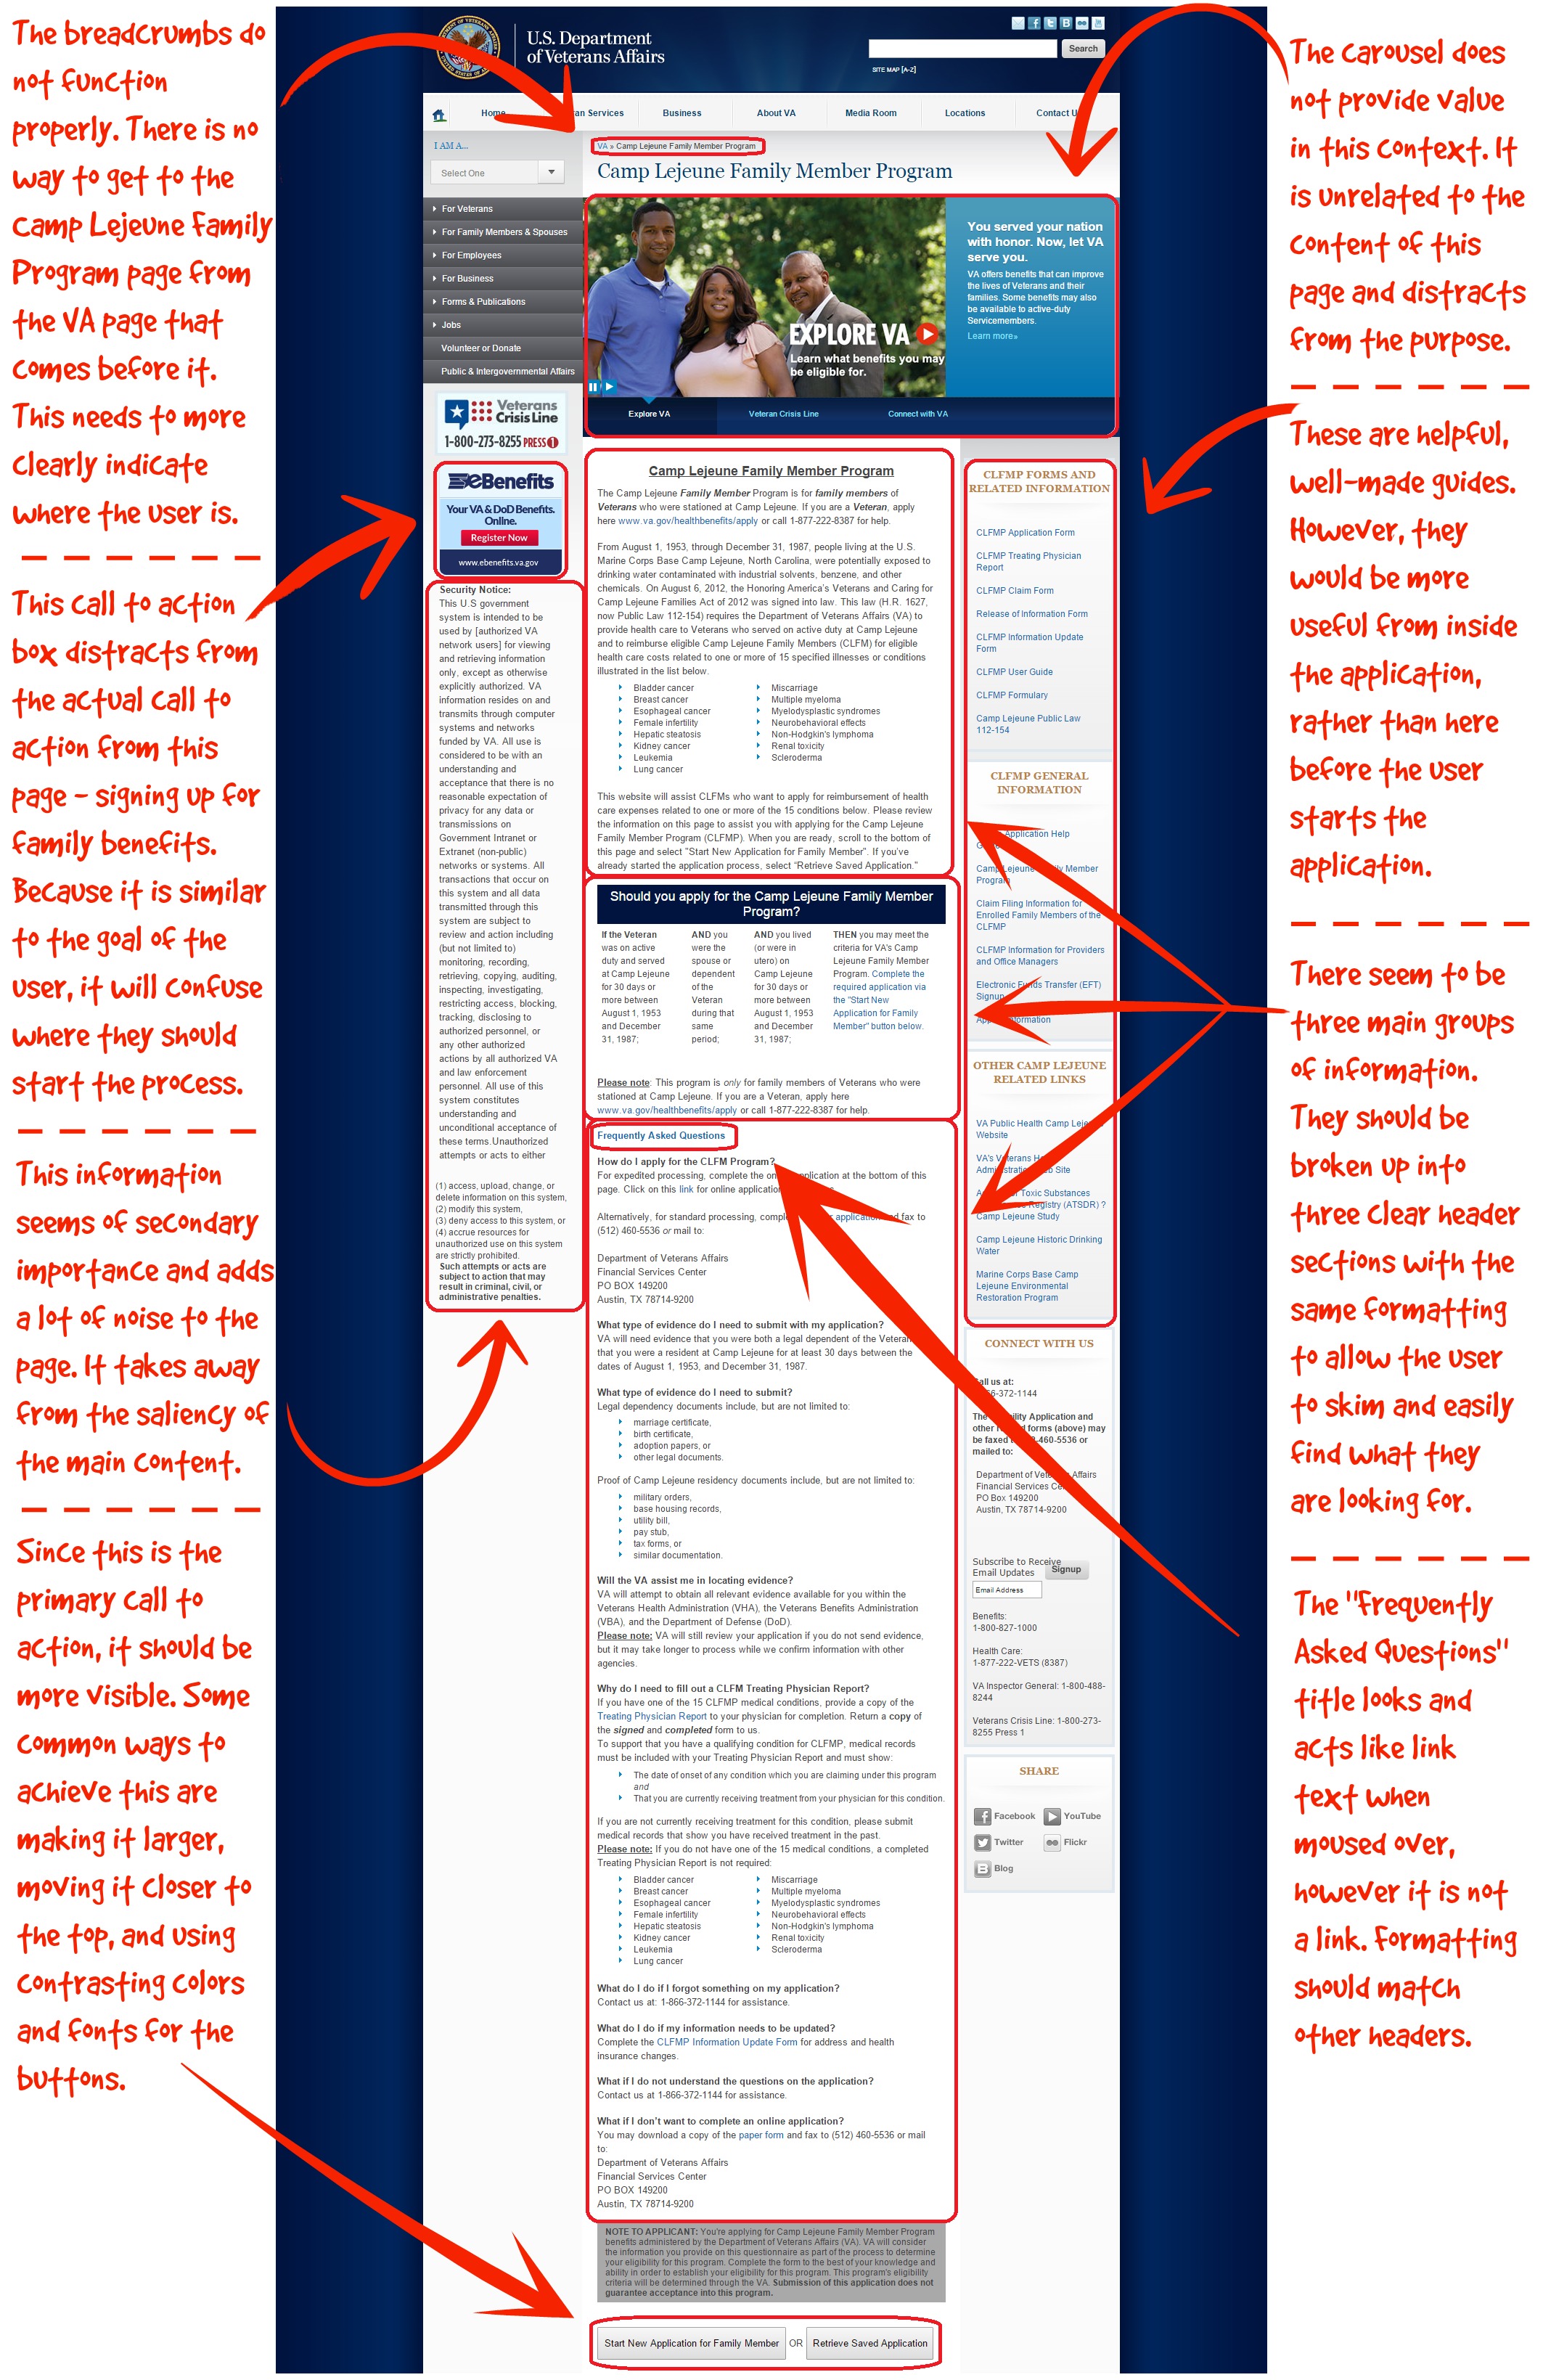 The breadcrumbs do
not function
properly. There is no
way to get to the
Camp Lejeune Family
Program page from
the VA page that
comes before it.
This needs to more
clearly indicate
where the user is.
This call to action
box distracts from
the actual call to
action from this
page - signing up for
family benefits.
Because it is similar
to the goal of the
user, it will confuse
where they should
start the process.
This information
seems of secondary
importance and adds
a lot of noise to the
page. It takes away
from the saliency of
the main content.
Since this is the
primary call to
action, it should be
more visible. Some
common ways to
achieve this are
making it larger,
moving it closer to
the top, and using
contrasting colors
and fonts for the
buttons.
U.S. Department
of Veterans Affairs
Search
SITE MAP [A-Z]
Home
an Services
Business
About VA
Media Room
Locations
Contact U
I AM A...
Select One
For Veterans
For Family Members & Spouses
For Employees
For Business
Forms & Publications
Jobs
Volunteer or Donate
Public & Intergovernmental Affairs
Veterans
Crisis Line
1-800-273-8255 PRESS 1
eBenefits
Your VA & DoD Benefits.
Online.
Register Now
www.ebenefits.va.gov
Security Notice:
This U.S government
system is intended to be
used by [authorized VA
network users] for viewing
and retrieving information
only, except as otherwise
explicitly authorized. VA
information resides on and
transmits through computer
systems and networks
funded by VA. All use is
considered to be with an
understanding and
acceptance that there is no
reasonable expectation of
privacy for any data or
transmissions on
Government Intranet or
Extranet (non-public)
networks or systems. All
transactions that occur on
this system and all data
transmitted through this
system are subject to
review and action including
(but not limited to)
monitoring, recording,
retrieving, copying, auditing,
inspecting, investigating,
restricting access, blocking,
tracking, disclosing to
authorized personnel, or
any other authorized
actions by all authorized VA
and law enforcement
personnel. All use of this
system constitutes
understanding and
unconditional acceptance of
these terms.Unauthorized
attempts or acts to either
(1) access, upload, change, or
delete information on this system,
(2) modify this system,
(3) deny access to this system, or
(4) accrue resources for
unauthorized use on this system
are strictly prohibited.
Such attempts or acts are
subject to action that may
result in criminal, civil, or
administrative penalties.
VA » Camp Lejeune Family Member Program
Camp Lejeune Family Member Program
EXPLORE VA
Learn what benefits you may
be eligible for.
You served your nation
with honor. Now, let VA
serve you.
VA offers benefits that can improve
the lives of Veterans and their
families. Some benefits may also
be available to active-duty
Servicemembers.
Learn more»
Explore VA
Veteran Crisis Line
Connect with VA
Camp Lejeune Family Member Program
The Camp Lejeune Family Member Program is for family members of
Veterans who were stationed at Camp Lejeune. If you are a Veteran, apply
here www.va.gov/healthbenefits/apply or call 1-877-222-8387 for help.
From August 1, 1953, through December 31, 1987, people living at the U.S.
Marine Corps Base Camp Lejeune, North Carolina, were potentially exposed to
drinking water contaminated with industrial solvents, benzene, and other
chemicals. On August 6, 2012, the Honoring America's Veterans and Caring for
Camp Lejeune Families Act of 2012 was signed into law. This law (H.R. 1627,
now Public Law 112-154) requires the Department of Veterans Affairs (VA) to
provide health care to Veterans who served on active duty at Camp Lejeune
and to reimburse eligible Camp Lejeune Family Members (CLFM) for eligible
health care costs related to one or more of 15 specified illnesses or conditions
illustrated in the list below.
Bladder cancer
Breast cancer
Esophageal cancer
Female infertility
Hepatic steatosis
Kidney cancer
Leukemia
Lung cancer
Miscarriage
Multiple myeloma
Myelodysplastic syndromes
Neurobehavioral effects
Non-Hodgkin's lymphoma
Renal toxicity
Scleroderma
This website will assist CLFMs who want to apply for reimbursement of health
care expenses related to one or more of the 15 conditions below. Please review
the information on this page to assist you with applying for the Camp Lejeune
Family Member Program (CLFMP). When you are ready, scroll to the bottom of
this page and select "Start New Application for Family Member". If you've
already started the application process, select "Retrieve Saved Application."
Should you apply for the Camp Lejeune Family Member
Program?
If the Veteran
was on active
duty and served
at Camp Lejeune
for 30 days or
more between
August 1, 1953
and December
31, 1987;
AND you
were the
spouse or
dependent
of the
Veteran
during that
same
period;
AND you lived
(or were in
utero) on
Camp Lejeune
for 30 days or
more between
August 1, 1953
and December
31, 1987;
THEN you may meet the
criteria for VA's Camp
Lejeune Family Member
Program. Complete the
required application via
the "Start New
Application for Family
Member" button below.
Please note: This program is only for family members of Veterans who were
stationed at Camp Lejeune. If you are a Veteran, apply here
www.va.gov/healthbenefits/apply or call 1-877-222-8387 for help.
Frequently Asked Questions
How do I apply for the CLFM Program?
For expedited processing, complete the on application at the bottom of this
page. Click on this link for online application
Alternatively, for standard processing, compl application and fax to
(512) 460-5536 or mail to:
Department of Veterans Affairs
Financial Services Center
PO BOX 149200
Austin, TX 78714-9200
What type of evidence do I need to submit with my application?
VA will need evidence that you were both a legal dependent of the Veteran
that you were a resident at Camp Lejeune for at least 30 days between the
dates of August 1, 1953, and December 31, 1987.
What type of evidence do I need to submit?
Legal dependency documents include, but are not limited to:
marriage certificate,
birth certificate,
adoption papers, or
other legal documents.
Proof of Camp Lejeune residency documents include, but are not limited to:
military orders,
base housing records,
utility bill,
pay stub,
tax forms, or
similar documentation.
Will the VA assist me in locating evidence?
VA will attempt to obtain all relevant evidence available for you within the
Veterans Health Administration (VHA), the Veterans Benefits Administration
(VBA), and the Department of Defense (DoD).
Please note: VA will still review your application if you do not send evidence,
but it may take longer to process while we confirm information with other
agencies.
Why do I need to fill out a CLFM Treating Physician Report?
If you have one of the 15 CLFMP medical conditions, provide a copy of the
Treating Physician Report to your physician for completion. Return a copy of
the signed and completed form to us.
To support that you have a qualifying condition for CLFMP, medical records
must be included with your Treating Physician Report and must show:
The date of onset of any condition which you are claiming under this program
and
That you are currently receiving treatment from your physician for this condition.
If you are not currently receiving treatment for this condition, please submit
medical records that show you have received treatment in the past.
Please note: If you do not have one of the 15 medical conditions, a completed
Treating Physician Report is not required:
Bladder cancer
Breast cancer
Esophageal cancer
Female infertility
Hepatic steatosis
Kidney cancer
Leukemia
Lung cancer
Miscarriage
Multiple myeloma
Myelodysplastic syndromes
Neurobehavioral effects
Non-Hodgkin's lymphoma
Renal toxicity
Scleroderma
What do I do if I forgot something on my application?
Contact us at: 1-866-372-1144 for assistance.
What do I do if my information needs to be updated?
Complete the CLFMP Information Update Form for address and health
insurance changes.
What if I do not understand the questions on the application?
Contact us at 1-866-372-1144 for assistance.
What if I don't want to complete an online application?
You may download a copy of the paper form and fax to (512) 460-5536 or mail
to:
Department of Veterans Affairs
Financial Services Center
PO BOX 149200
Austin, TX 78714-9200
NOTE TO APPLICANT: You're applying for Camp Lejeune Family Member Program
benefits administered by the Department of Veterans Affairs (VA). VA will consider
the information you provide on this questionnaire as part of the process to determine
your eligibility for this program. Complete the form to the best of your knowledge and
ability in order to establish your eligibility for this program. This program's eligibility
criteria will be determined through the VA. Submission of this application does not
guarantee acceptance into this program.
Start New Application for Family Member OR Retrieve Saved Application
CLFMP FORMS AND
RELATED INFORMATION
CLFMP Application Form
CLFMP Treating Physician
Report
CLFMP Claim Form
Release of Information Form
CLFMP Information Update
Form
CLFMP User Guide
CLFMP Formulary
Camp Lejeune Public Law
112-154
CLFMP GENERAL
INFORMATION
Application Help
Camp Lejeune Family Member
Program
Claim Filing Information for
Enrolled Family Members of the
CLFMP
CLFMP Information for Providers
and Office Managers
Electronic Funds Transfer (EFT)
Signup
OTHER CAMP LEJEUNE
RELATED LINKS
VA Public Health Camp Lejeune
Website
VA's Veterans
Site
Toxic Substances
Registry (ATSDR) ?
Camp Lejeune Study
Camp Lejeune Historic Drinking
Water
Marine Corps Base Camp
Lejeune Environmental
Restoration Program
CONNECT WITH US
Call us at:
The Application and
other forms (above) may
be faxed -460-5536 or
mailed to:
Department of Veterans Affairs
Financial Services
PO Box 149200
Austin, TX 78714-9200
Subscribe to Receive
Email Updates
Signup
Email Address
Benefits:
1-800-827-1000
Health Care:
1-877-222-VETS (8387)
VA Inspector General: 1-800-488-
8244
Veterans Crisis Line: 1-800-273-
8255 Press 1
SHARE
Facebook
YouTube
Twitter
Flickr
Blog
The carousel does
not provide value
in this context. It
is unrelated to the
content of this
page and distracts
from the purpose.
These are helpful,
well-made guides.
However, they
would be more
useful from inside
the application,
rather than here
before the user
starts the
application.
There seem to be
three main groups
of information.
They should be
broken up into
three clear header
sections with the
same formatting
to allow the user
to skim and easily
find what they
are looking for.
The "Frequently
Asked Questions"
title looks and
acts like link
text when
moused over,
however it is not
a link. Formatting
should match
other headers.